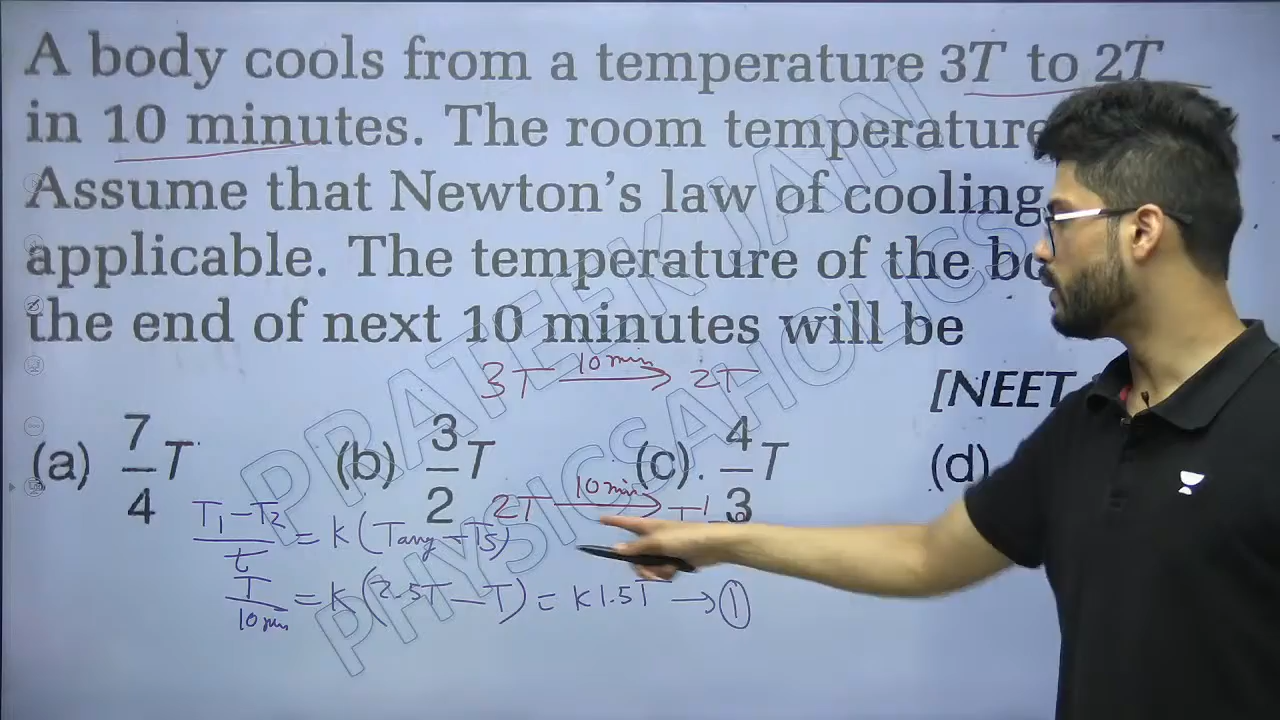 A body cools from a temperature 3T to 2T
in 10 minutes. The room temperature
Assume that Newton's law of cooling
applicable. The temperature of the bo
the end of next 10 minutes will be
3T 10 min → 2T
[NEET
(a) 7/4 T (b) 3/2 T (c). 4/3 T (d)
2T 10 min → T'
T1 - T2 / t = K (Tavg - Ts)
T / 10 min = K (2.5T - T) = K 1.5T → ①
PRATEEK JAIN
PHYSICSAHOLICS